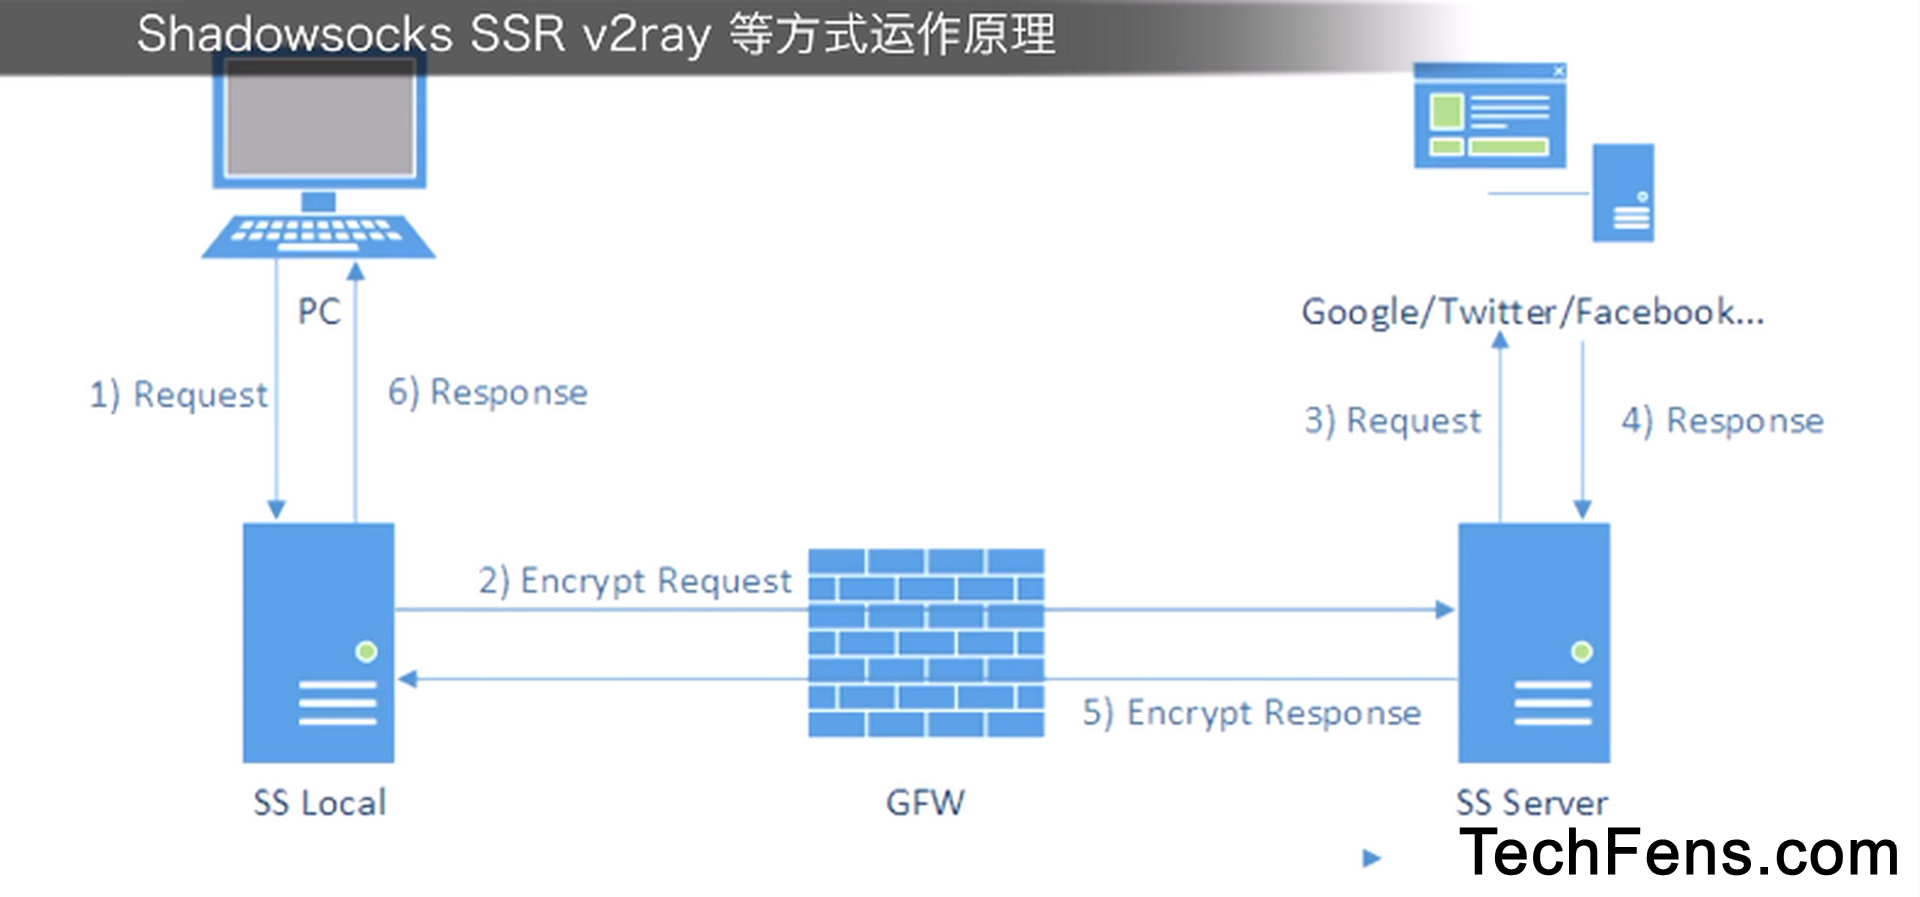 Shadowsocks SSR v2ray 等方式运作原理
PC
Google/Twitter/Facebook...
1) Request
6) Response
3) Request
4) Response
2) Encrypt Request
5) Encrypt Response
SS Local
GFW
SS Server
TechFens.com